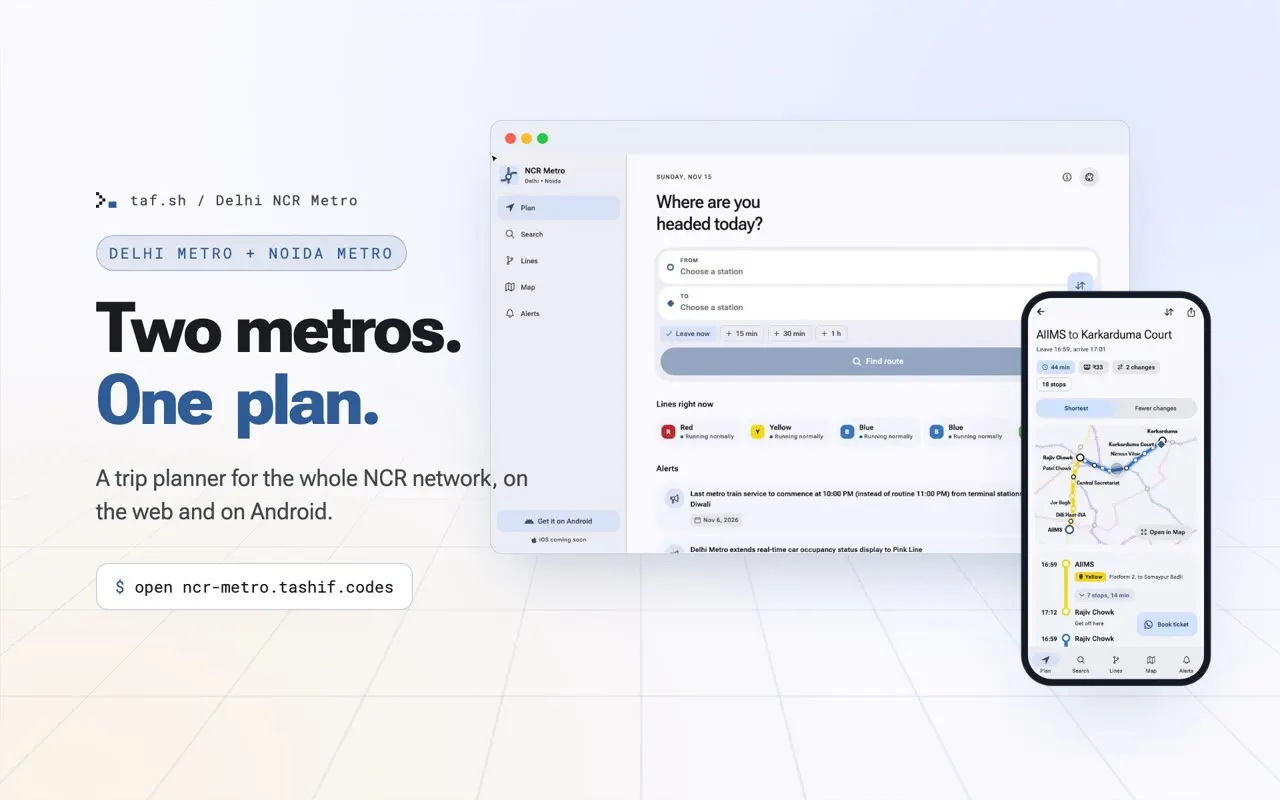 taf.sh / Delhi NCR Metro
DELHI METRO + NOIDA METRO
Two metros.
One plan.
A trip planner for the whole NCR network, on
the web and on Android.
$ open ncr-metro.tashif.codes
NCR Metro
Delhi • Noida
Plan
Search
Lines
Map
Alerts
Get it on Android
iOS coming soon
SUNDAY, NOV 15
Where are you
headed today?
FROM
Choose a station
TO
Choose a station
Leave now
+ 15 min
+ 30 min
+ 1 h
Find route
Lines right now
R
Red
• Running normally
Y
Yellow
• Running normally
B
Blue
• Running normally
B
Blue
• Running normally
Alerts
Last metro train service to commence at 10:00 PM (instead of routine 11:00 PM) from terminal stations
Diwali
Nov 6, 2026
Delhi Metro extends real-time car occupancy status display to Pink Line
AIIMS to Karkarduma Court
Leave 16:59, arrive 17:01
44 min
₹33
2 changes
18 stops
Shortest
Fewer changes
Karkarduma
Karkarduma Court
Nirman Vihar
Rajiv Chowk
Patel Chowk
Central Secretariat
Jor Bagh
Dilli Haat-INA
AIIMS
Open in Map
16:59
AIIMS
Yellow
Platform 2, to Samaypur Badli
7 stops, 14 min
17:12
Rajiv Chowk
Get off here
Book ticket
16:59
Rajiv Chowk
Plan
Search
Lines
Map
Alerts